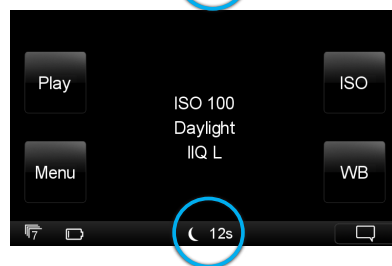 Play
ISO
ISO 100
Daylight
IIQ L
Menu
WB
7
12s